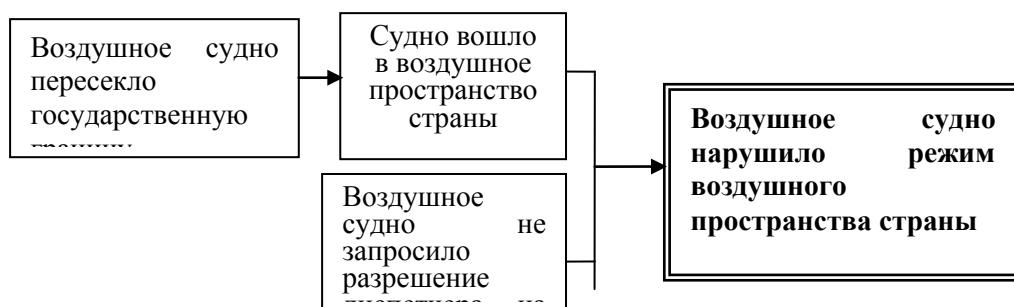 Воздушное судно
пересекло
государственную
Судно вошло
в воздушное
пространство
страны
Воздушное
судно не
запросило
разрешение
Воздушное судно
нарушило режим
воздушного
пространства страны